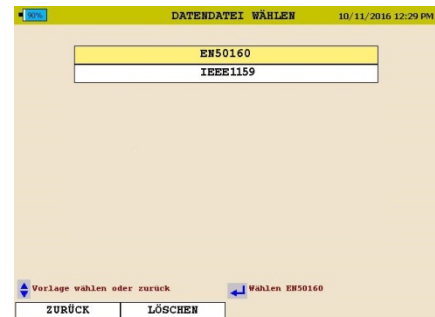 90% DATENDATEI WÄHLEN 10/11/2016 12:29 PM
EN50160
IEEE1159
Vorlage wählen oder zurück Wählen EN50160
ZURÜCK LÖSCHEN